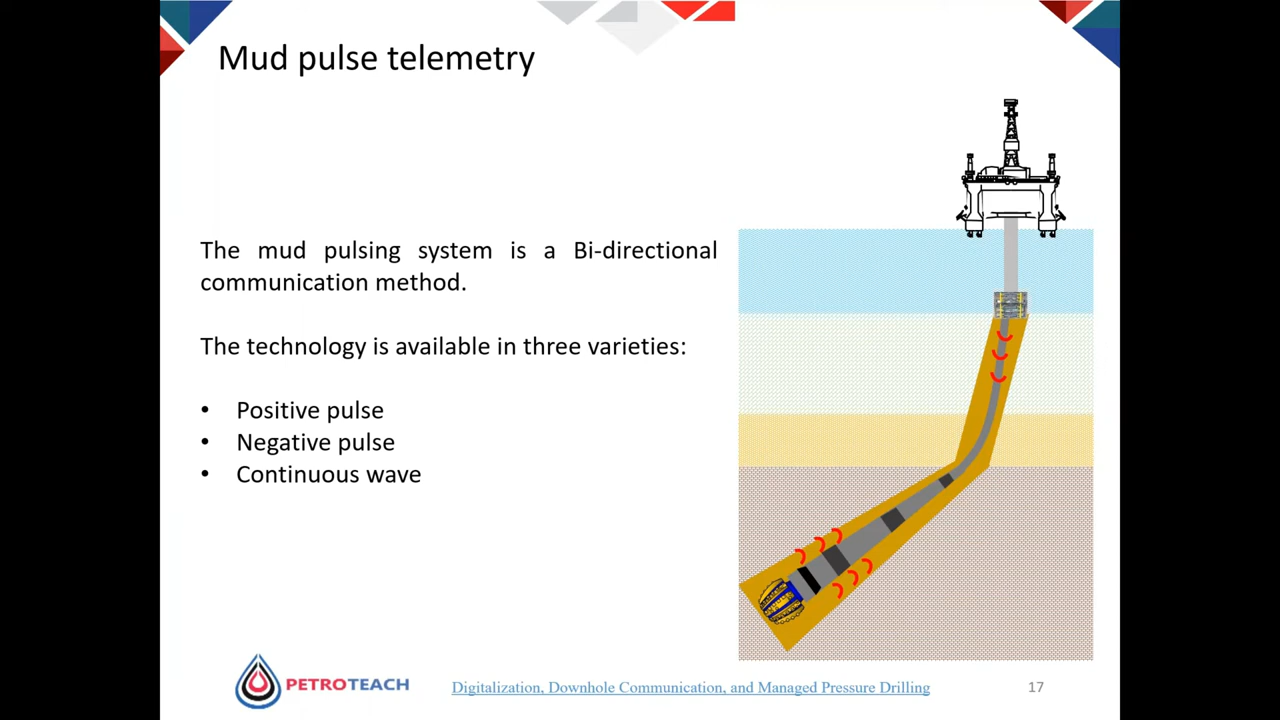 Mud pulse telemetry
The mud pulsing system is a Bi-directional
communication method.
The technology is available in three varieties:
• Positive pulse
• Negative pulse
• Continuous wave
PETROTEACH
Digitalization, Downhole Communication, and Managed Pressure Drilling
17